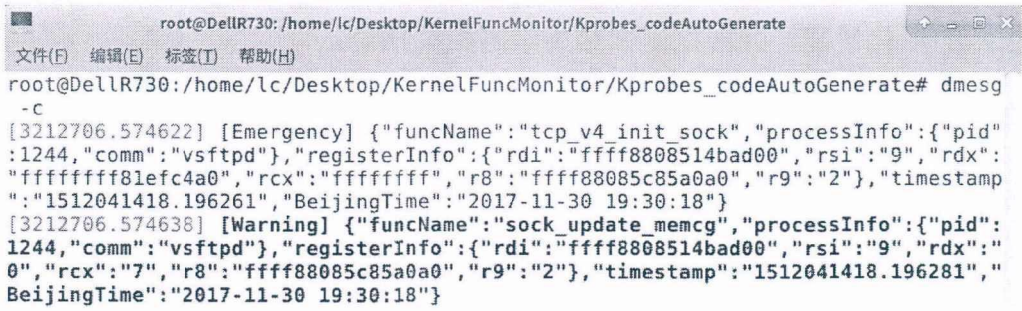 root@DellR730: /home/lc/Desktop/KernelFuncMonitor/Kprobes_codeAutoGenerate
文件(F) 编辑(E) 标签(T) 帮助(H)
root@DellR730:/home/lc/Desktop/KernelFuncMonitor/Kprobes_codeAutoGenerate# dmesg
-c
[3212706.574622] [Emergency] {"funcName":"tcp_v4_init_sock","processInfo":{"pid"
:1244,"comm":"vsftpd"},"registerInfo":{"rdi":"ffff8808514bad00","rsi":"9","rdx":
"ffffffff81efc4a0","rcx":"ffffffff","r8":"ffff88085c85a0a0","r9":"2"},"timestamp
":"1512041418.196261","BeijingTime":"2017-11-30 19:30:18"}
[3212706.574638] [Warning] {"funcName":"sock_update_memcg","processInfo":{"pid":
1244,"comm":"vsftpd"},"registerInfo":{"rdi":"ffff8808514bad00","rsi":"9","rdx":"
0","rcx":"7","r8":"ffff88085c85a0a0","r9":"2"},"timestamp":"1512041418.196281","
BeijingTime":"2017-11-30 19:30:18"}